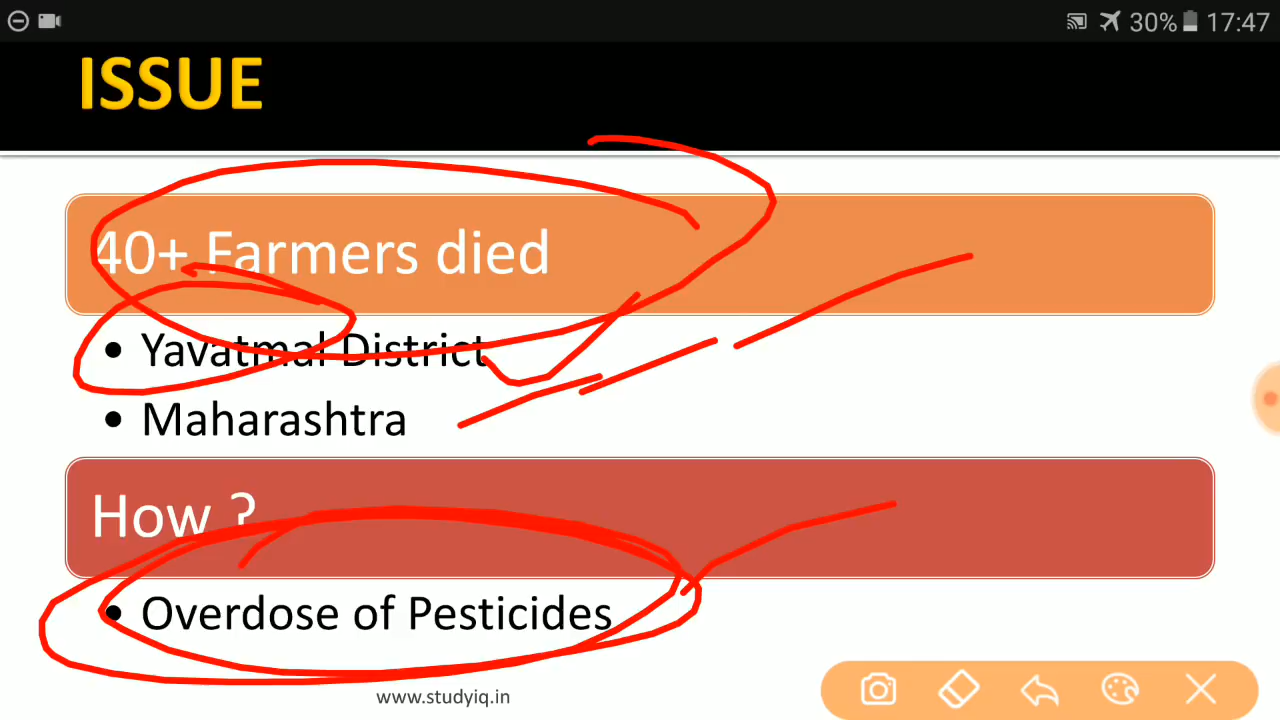 30% 17:47
ISSUE
40+ Farmers died
• Yavatmal District
• Maharashtra
How ?
• Overdose of Pesticides
www.studyiq.in